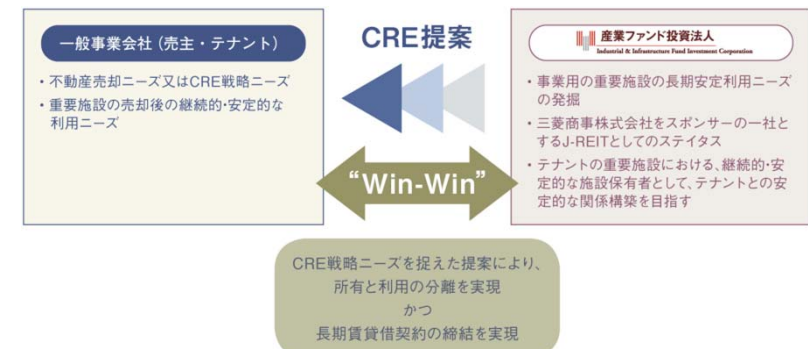 一般事業会社（売主・テナント）
・不動産売却ニーズ又はCRE戦略ニーズ
・重要施設の売却後の継続的・安定的な
利用ニーズ
CRE提案
“Win-Win”
産業ファンド投資法人
Industrial & Infrastructure Fund Investment Corporation
・事業用の重要施設の長期安定利用ニーズ
の発掘
・三菱商事株式会社をスポンサーの一社と
するJ-REITとしてのステイタス
・テナントの重要施設における、継続的・安
定的な施設保有者として、テナントとの安
定的な関係構築を目指す
CRE戦略ニーズを捉えた提案により、
所有と利用の分離を実現
かつ
長期賃貸借契約の締結を実現